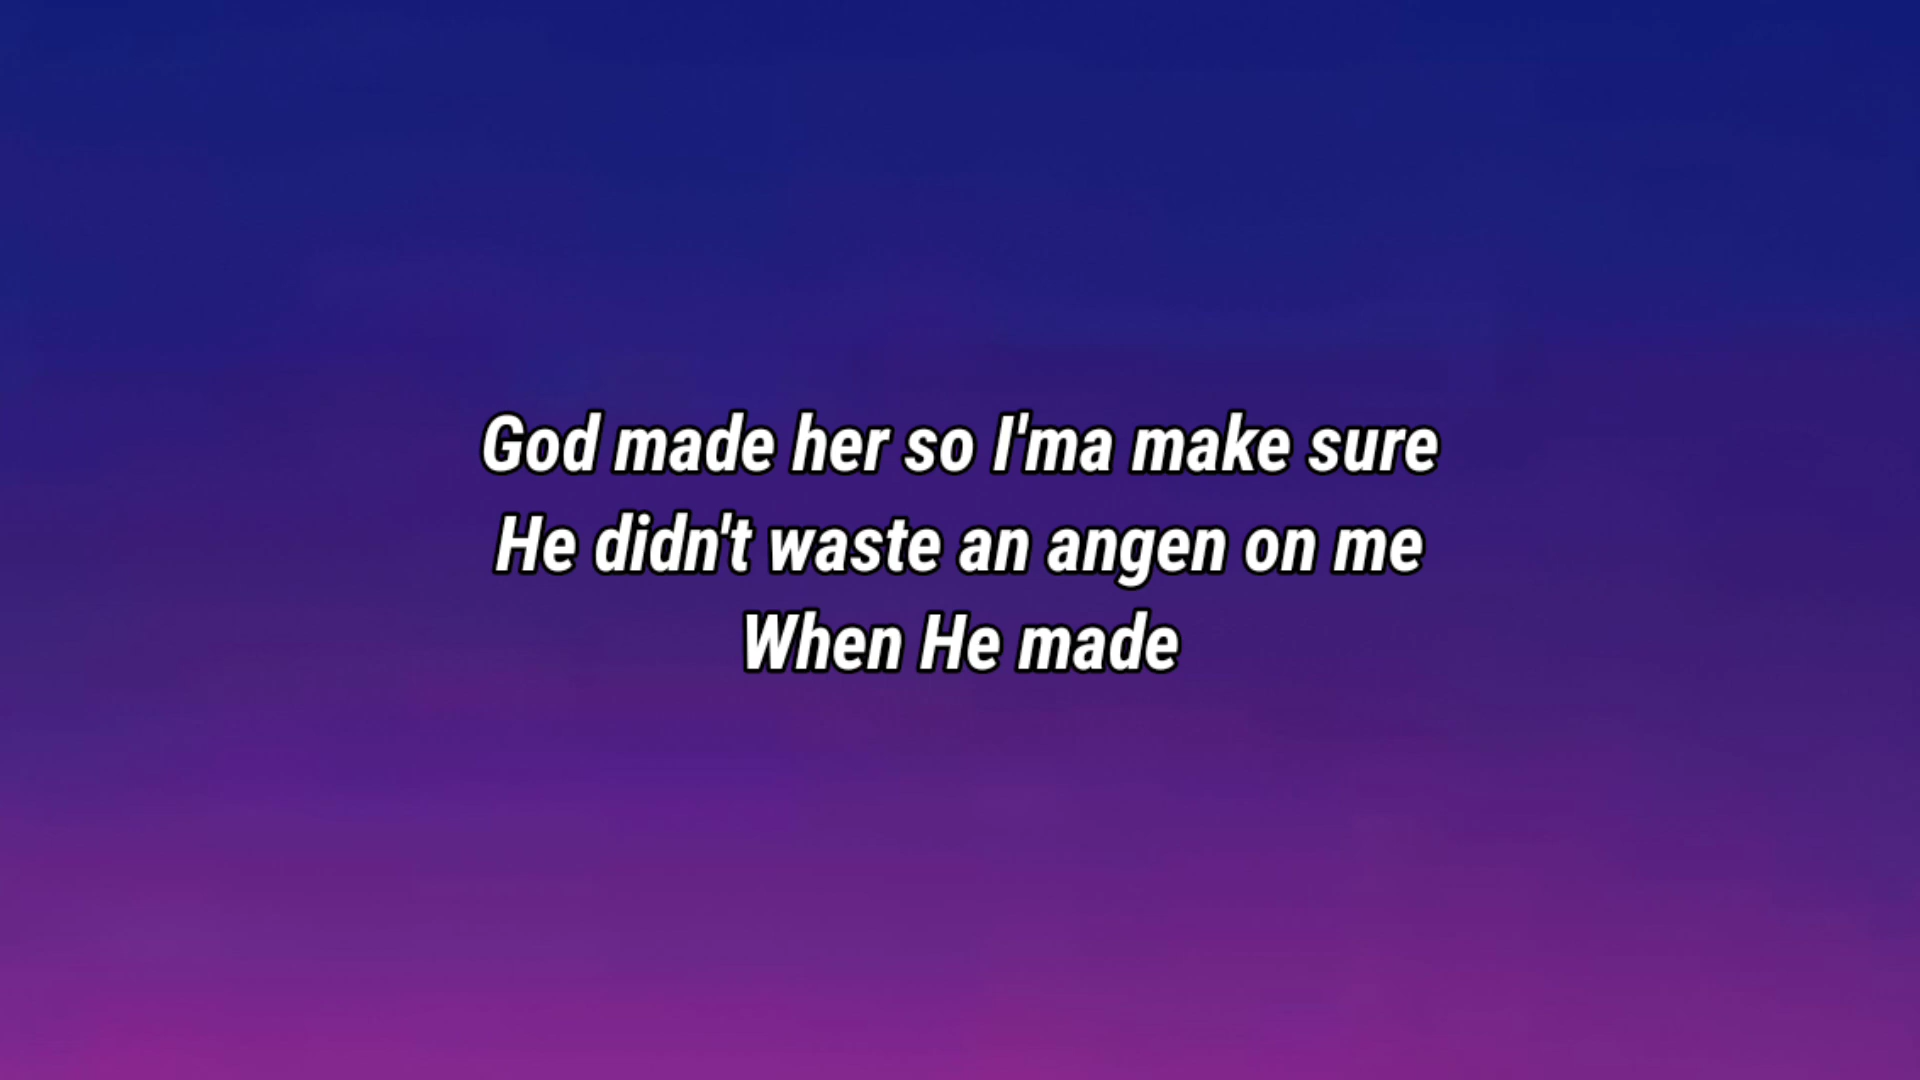 God made her so I'ma make sure
He didn't waste an angen on me
When He made